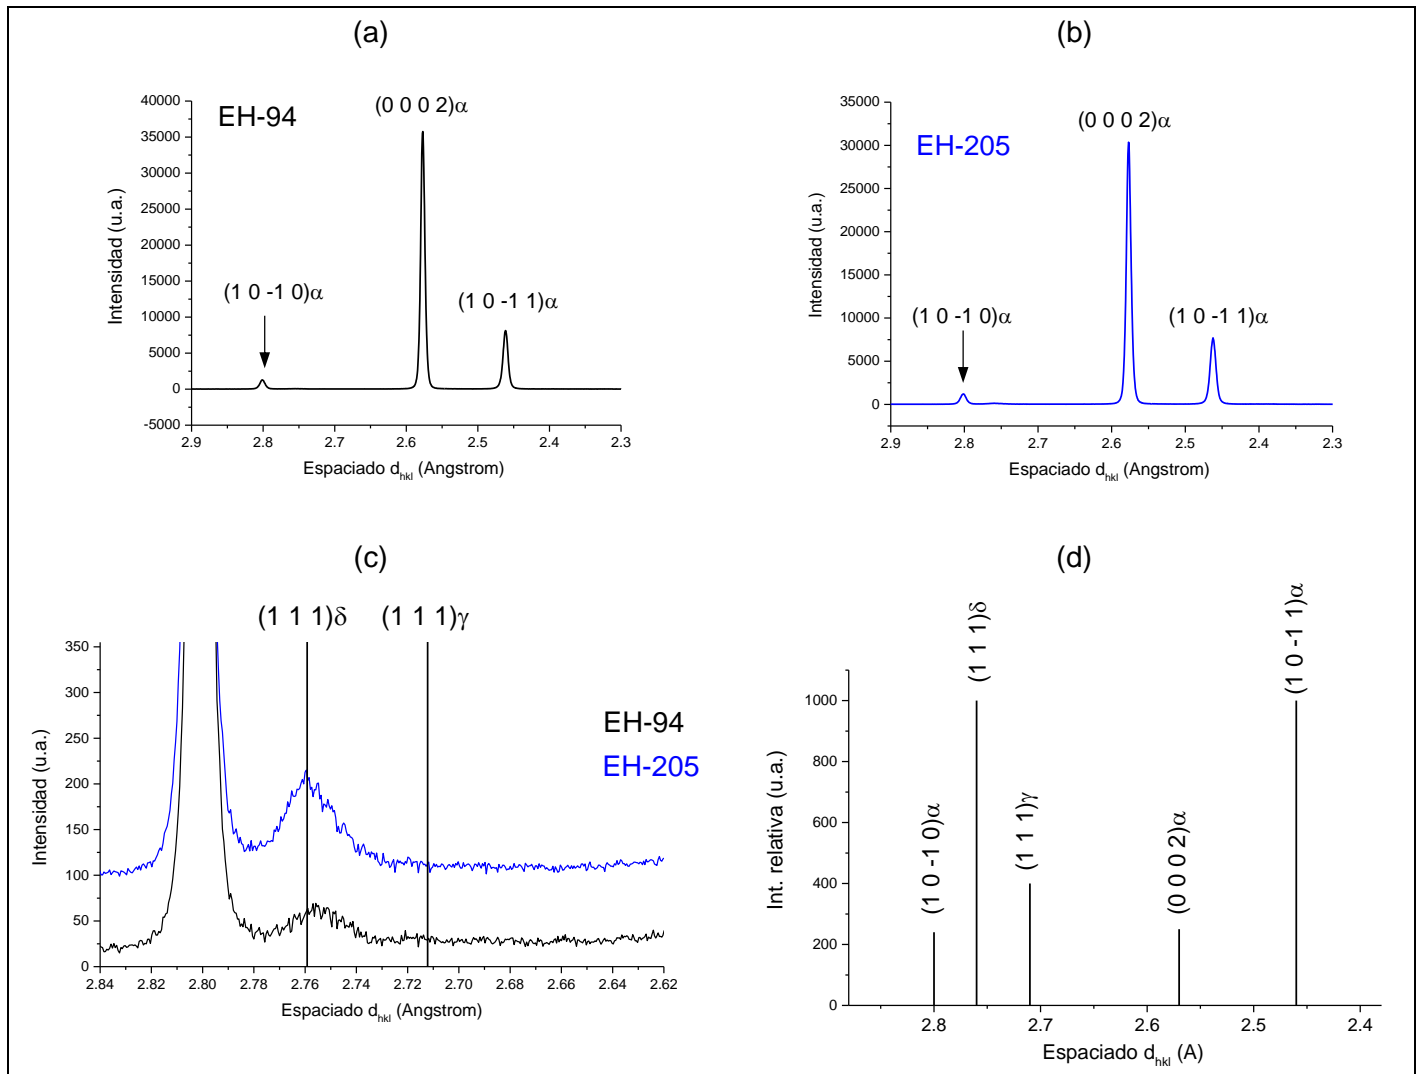 (a)
EH-94
(0 0 0 2)α
(1 0 -1 0)α
(1 0 -1 1)α
Intensidad (u.a.)
40000
35000
30000
25000
20000
15000
10000
5000
0
-5000
2.9 2.8 2.7 2.6 2.5 2.4 2.3
Espaciado dhkl (Angstrom)
(b)
EH-205
(0 0 0 2)α
(1 0 -1 0)α
(1 0 -1 1)α
Intensidad (u.a.)
35000
30000
25000
20000
15000
10000
5000
0
2.9 2.8 2.7 2.6 2.5 2.4 2.3
Espaciado dhkl (Angstrom)
(c)
(1 1 1)δ (1 1 1)γ
EH-94
EH-205
Intensidad (u.a.)
350
300
250
200
150
100
50
0
2.84 2.82 2.80 2.78 2.76 2.74 2.72 2.70 2.68 2.66 2.64 2.62
Espaciado dhkl (Angstrom)
(d)
(1 0 -1 0)α
(1 1 1)δ
(1 1 1)γ
(0 0 0 2)α
(1 0 -1 1)α
Int. relativa (u.a.)
1000
800
600
400
200
0
2.8 2.7 2.6 2.5 2.4
Espaciado dhkl (A)